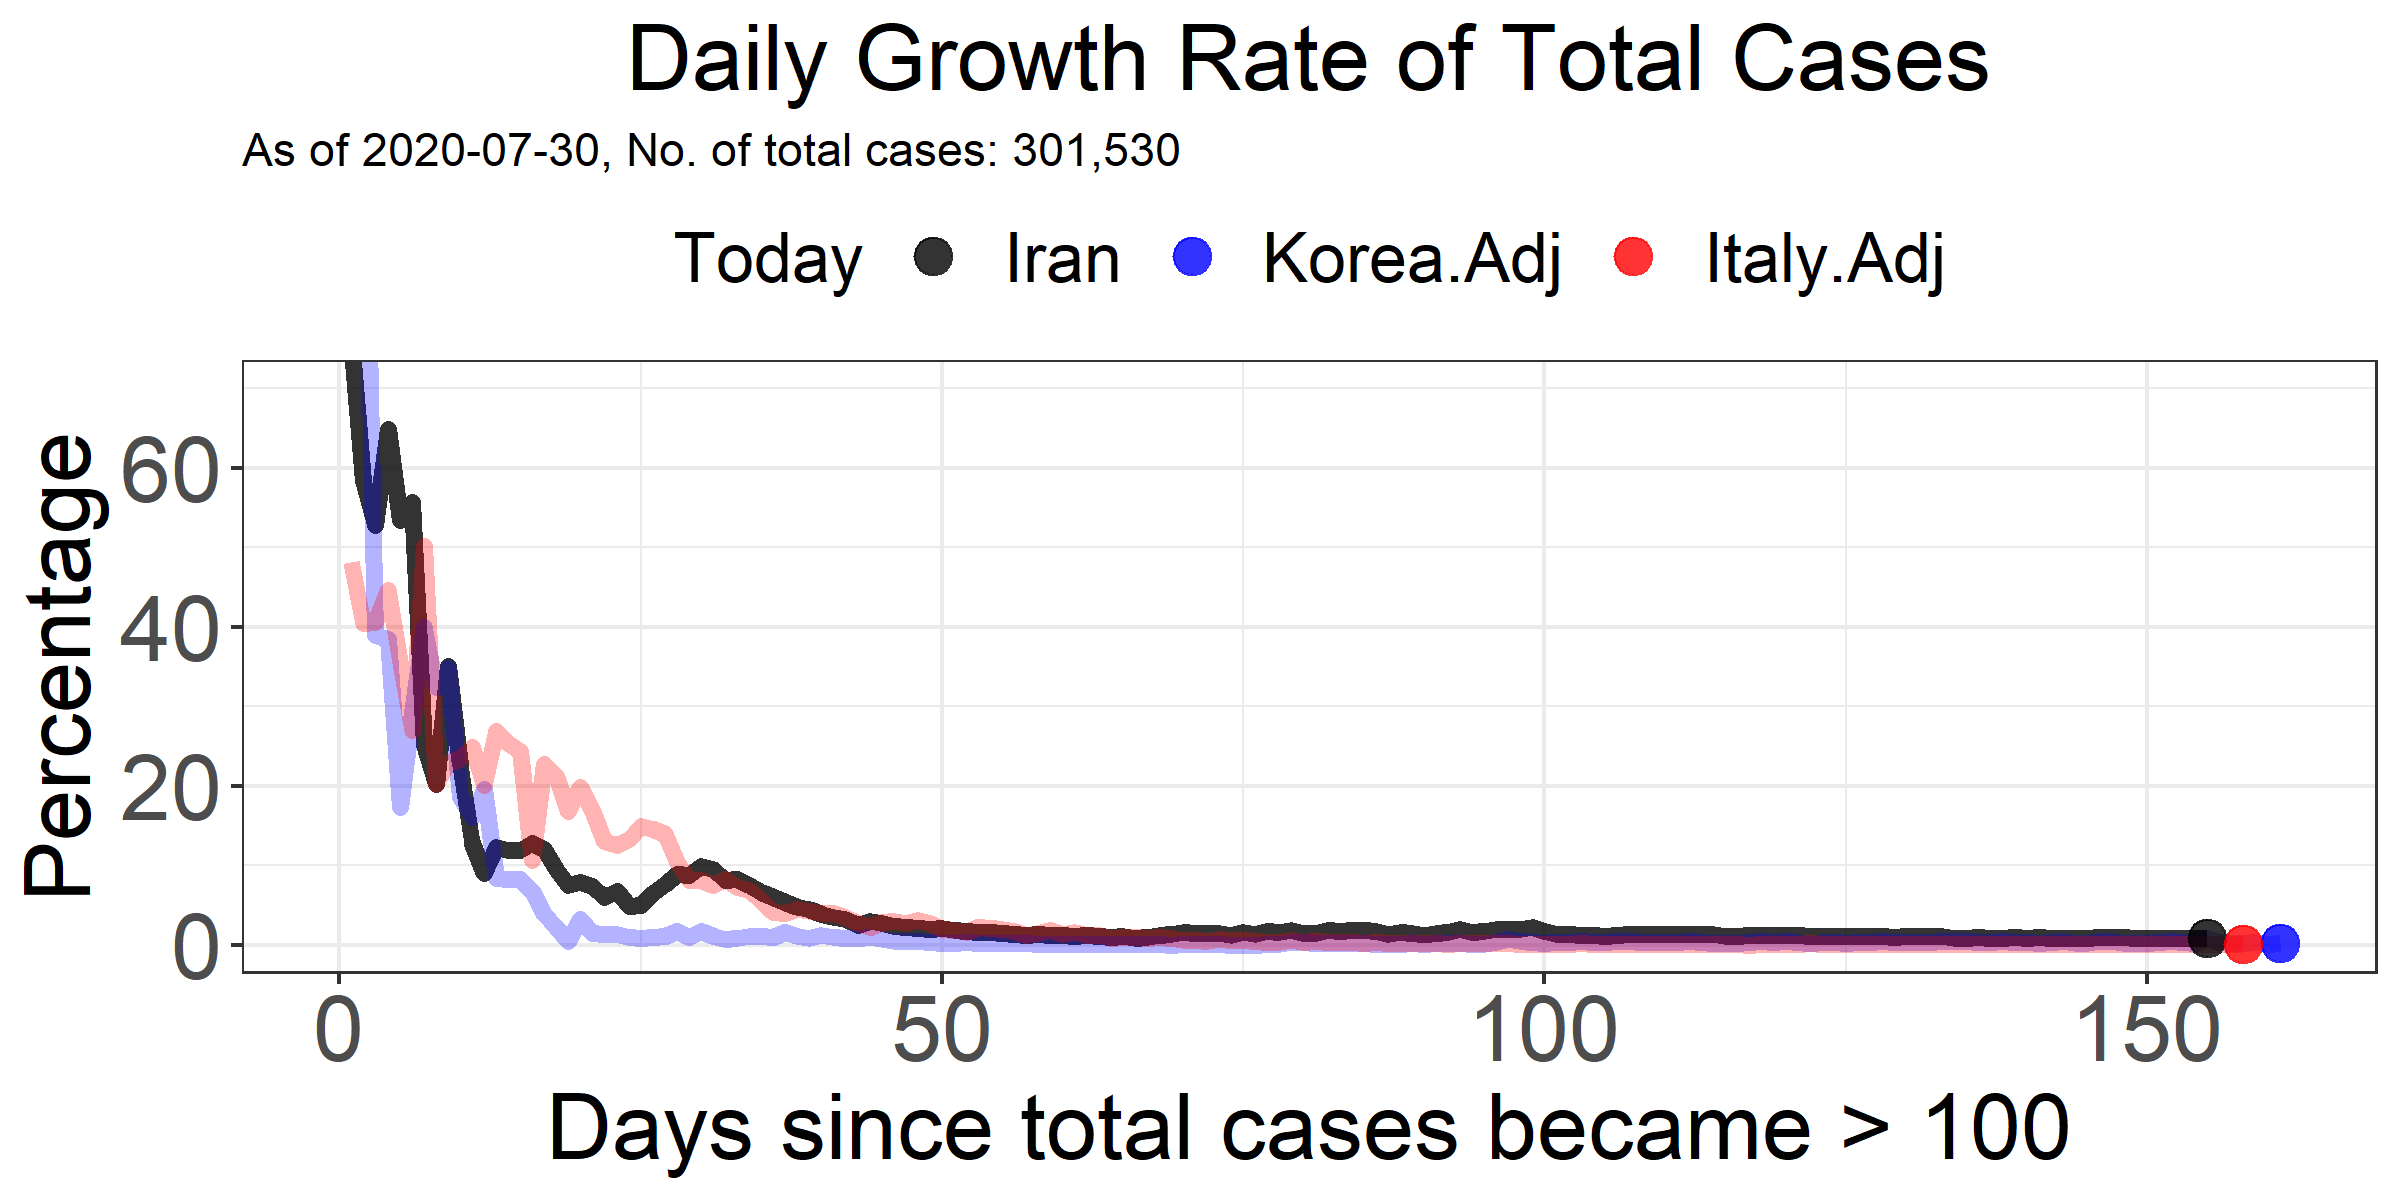 Daily Growth Rate of Total Cases
As of 2020-07-30, No. of total cases: 301,530
Today Iran Korea.Adj Italy.Adj
Percentage
60
40
20
0
0 50 100 150
Days since total cases became > 100